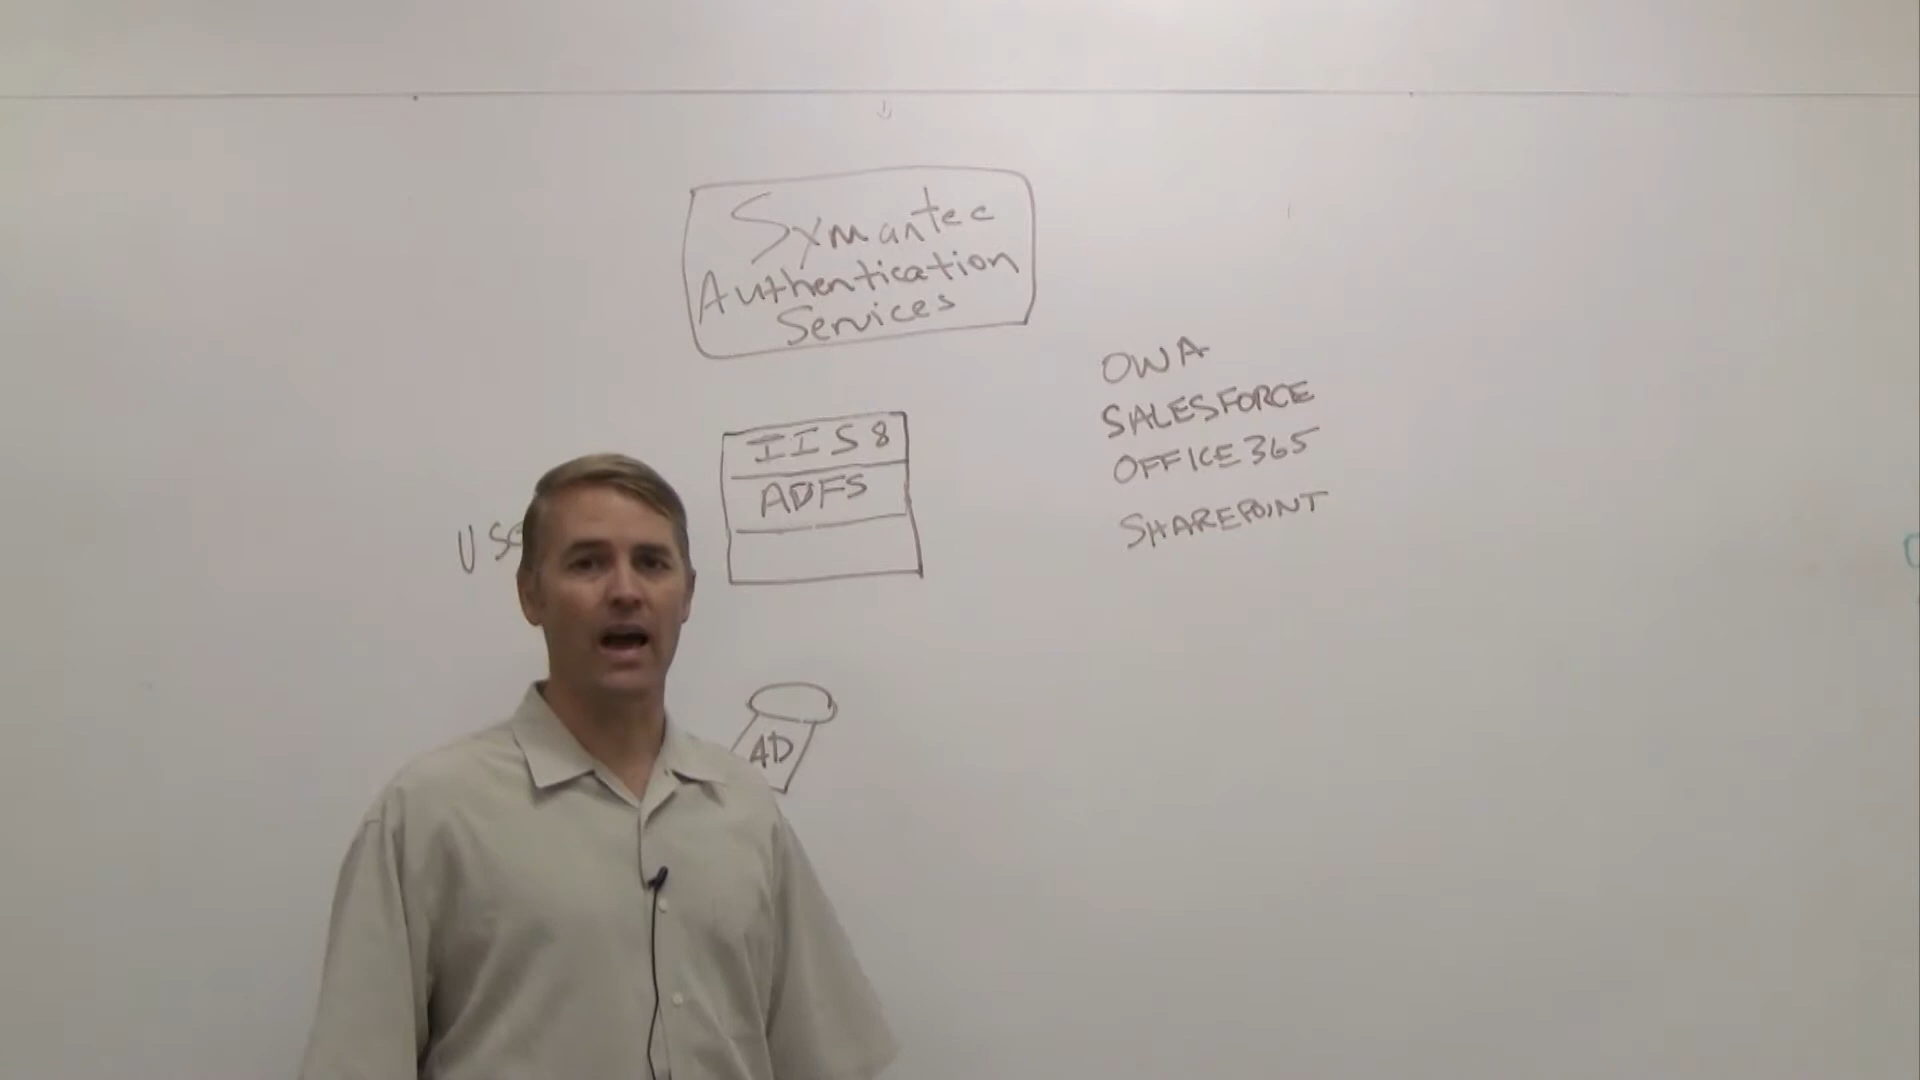 Symantec
Authentication
Services
OWA
SALESFORCE
OFFICE 365
SHAREPOINT
IIS 8
ADFS
AD